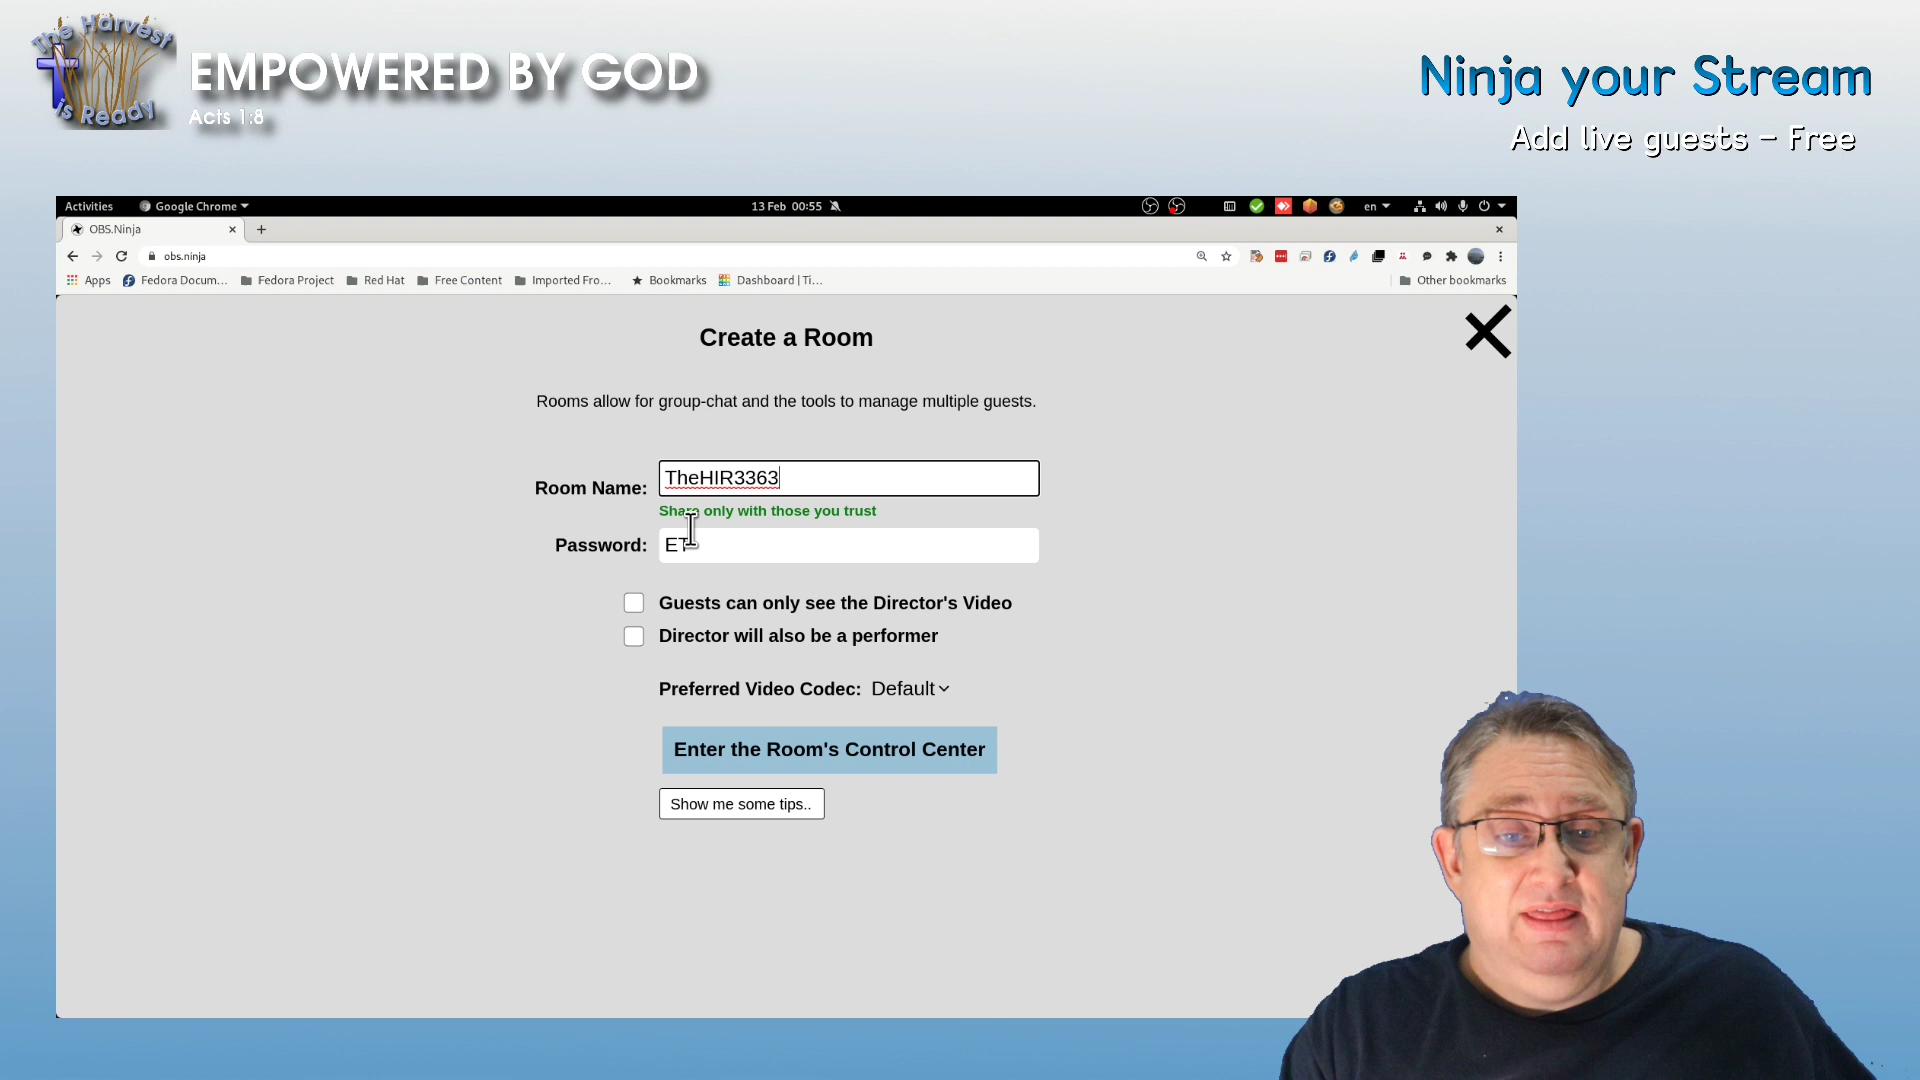 The Harvest
is Ready
EMPOWERED BY GOD
Acts 1:8
Ninja your Stream
Add live guests – Free
Activities Google Chrome 13 Feb 00:55 en
OBS.Ninja
obs.ninja
Apps Fedora Docum... Fedora Project Red Hat Free Content Imported Fro... Bookmarks Dashboard | Ti... Other bookmarks
Create a Room
Rooms allow for group-chat and the tools to manage multiple guests.
Room Name: TheHIR3363
Share only with those you trust
Password: ET
Guests can only see the Director's Video
Director will also be a performer
Preferred Video Codec: Default
Enter the Room's Control Center
Show me some tips..